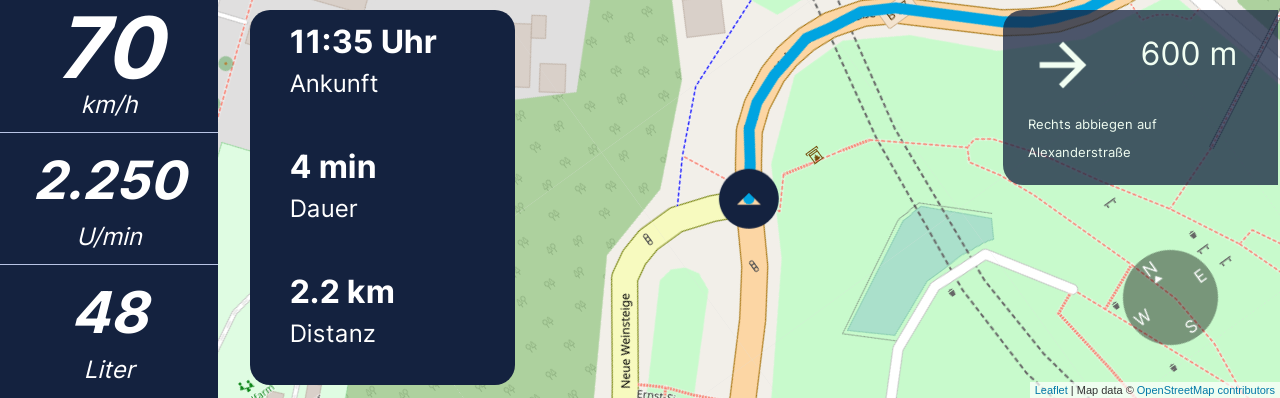 70
km/h
2.250
U/min
48
Liter
11:35 Uhr
Ankunft
4 min
Dauer
2.2 km
Distanz
600 m
Rechts abbiegen auf
Alexanderstraße
Neue Weinsteige
N
E
W
S
Leaflet | Map data © OpenStreetMap contributors